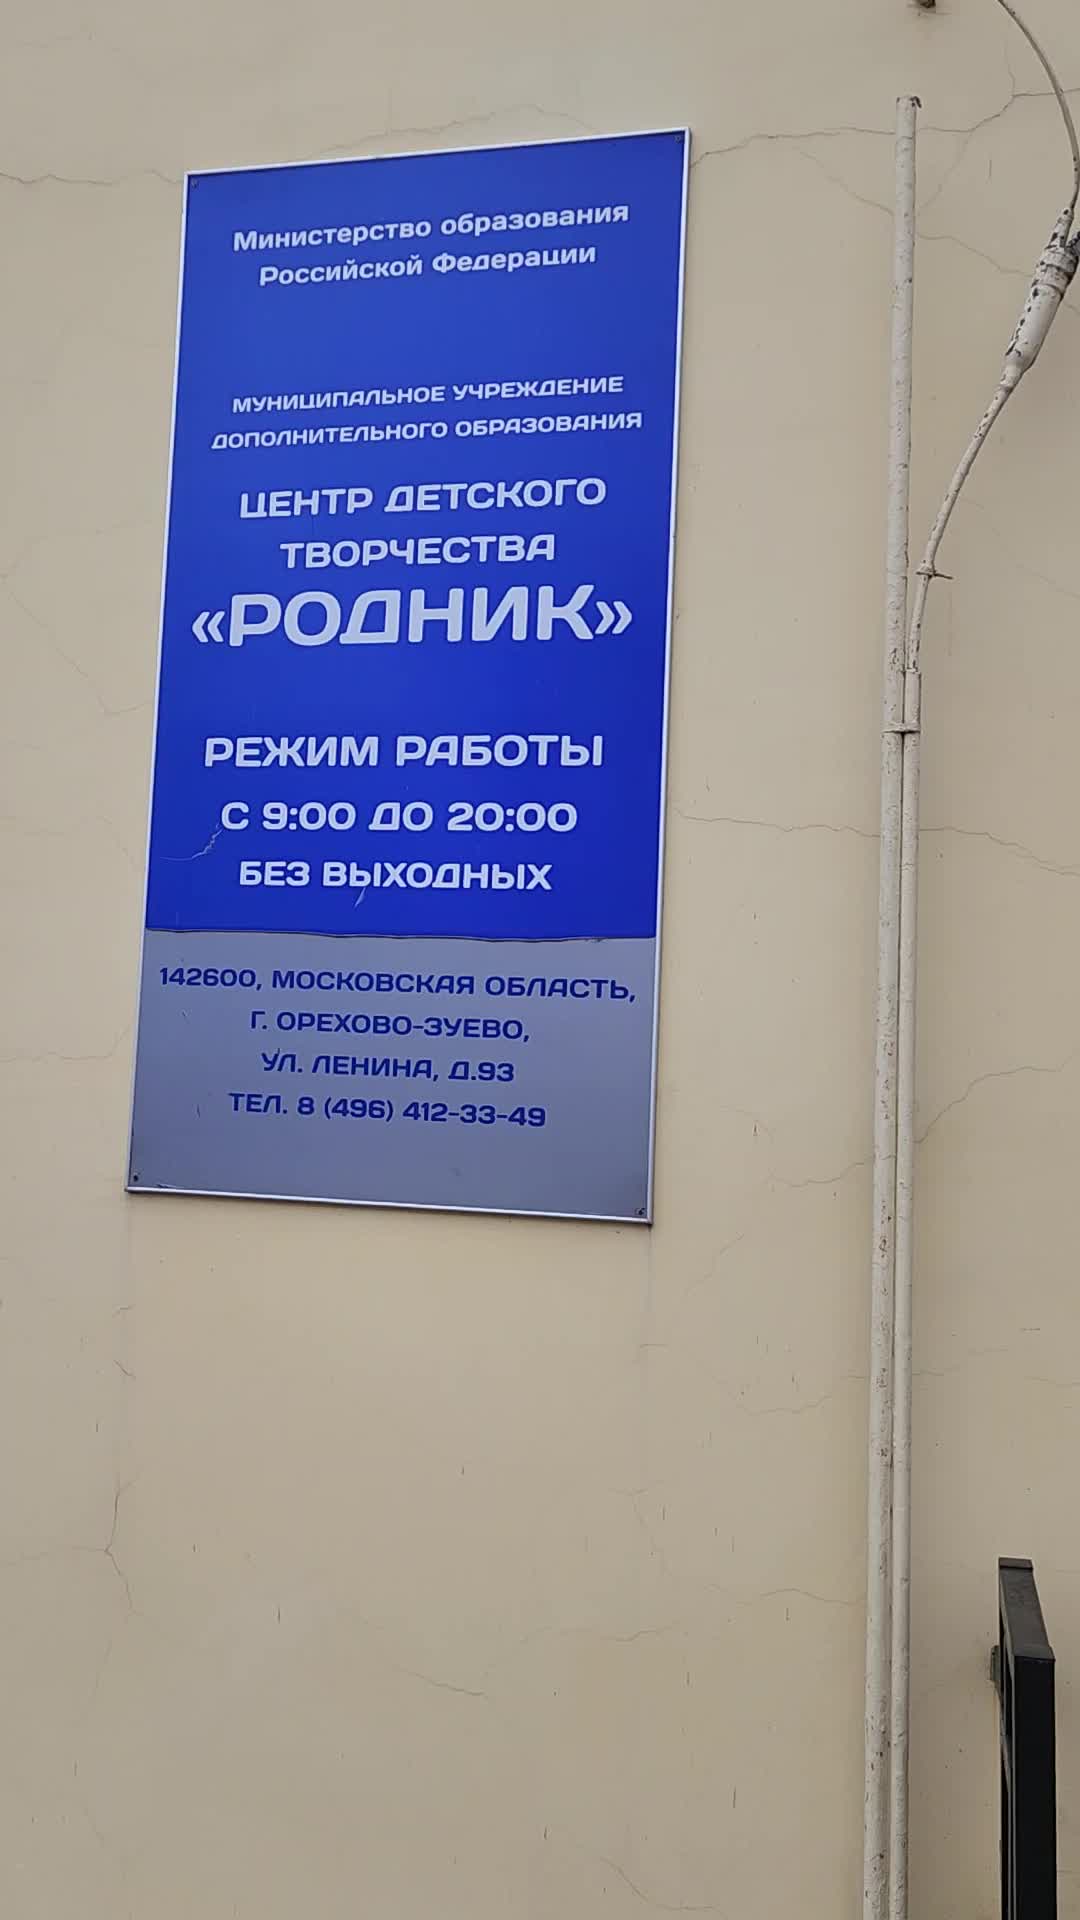 Министерство образования
Российской Федерации
МУНИЦИПАЛЬНОЕ УЧРЕЖДЕНИЕ
ДОПОЛНИТЕЛЬНОГО ОБРАЗОВАНИЯ
ЦЕНТР ДЕТСКОГО
ТВОРЧЕСТВА
«РОДНИК»
РЕЖИМ РАБОТЫ
С 9:00 ДО 20:00
БЕЗ ВЫХОДНЫХ
142600, МОСКОВСКАЯ ОБЛАСТЬ,
Г. ОРЕХОВО-ЗУЕВО,
УЛ. ЛЕНИНА, Д.93
ТЕЛ. 8 (496) 412-33-49